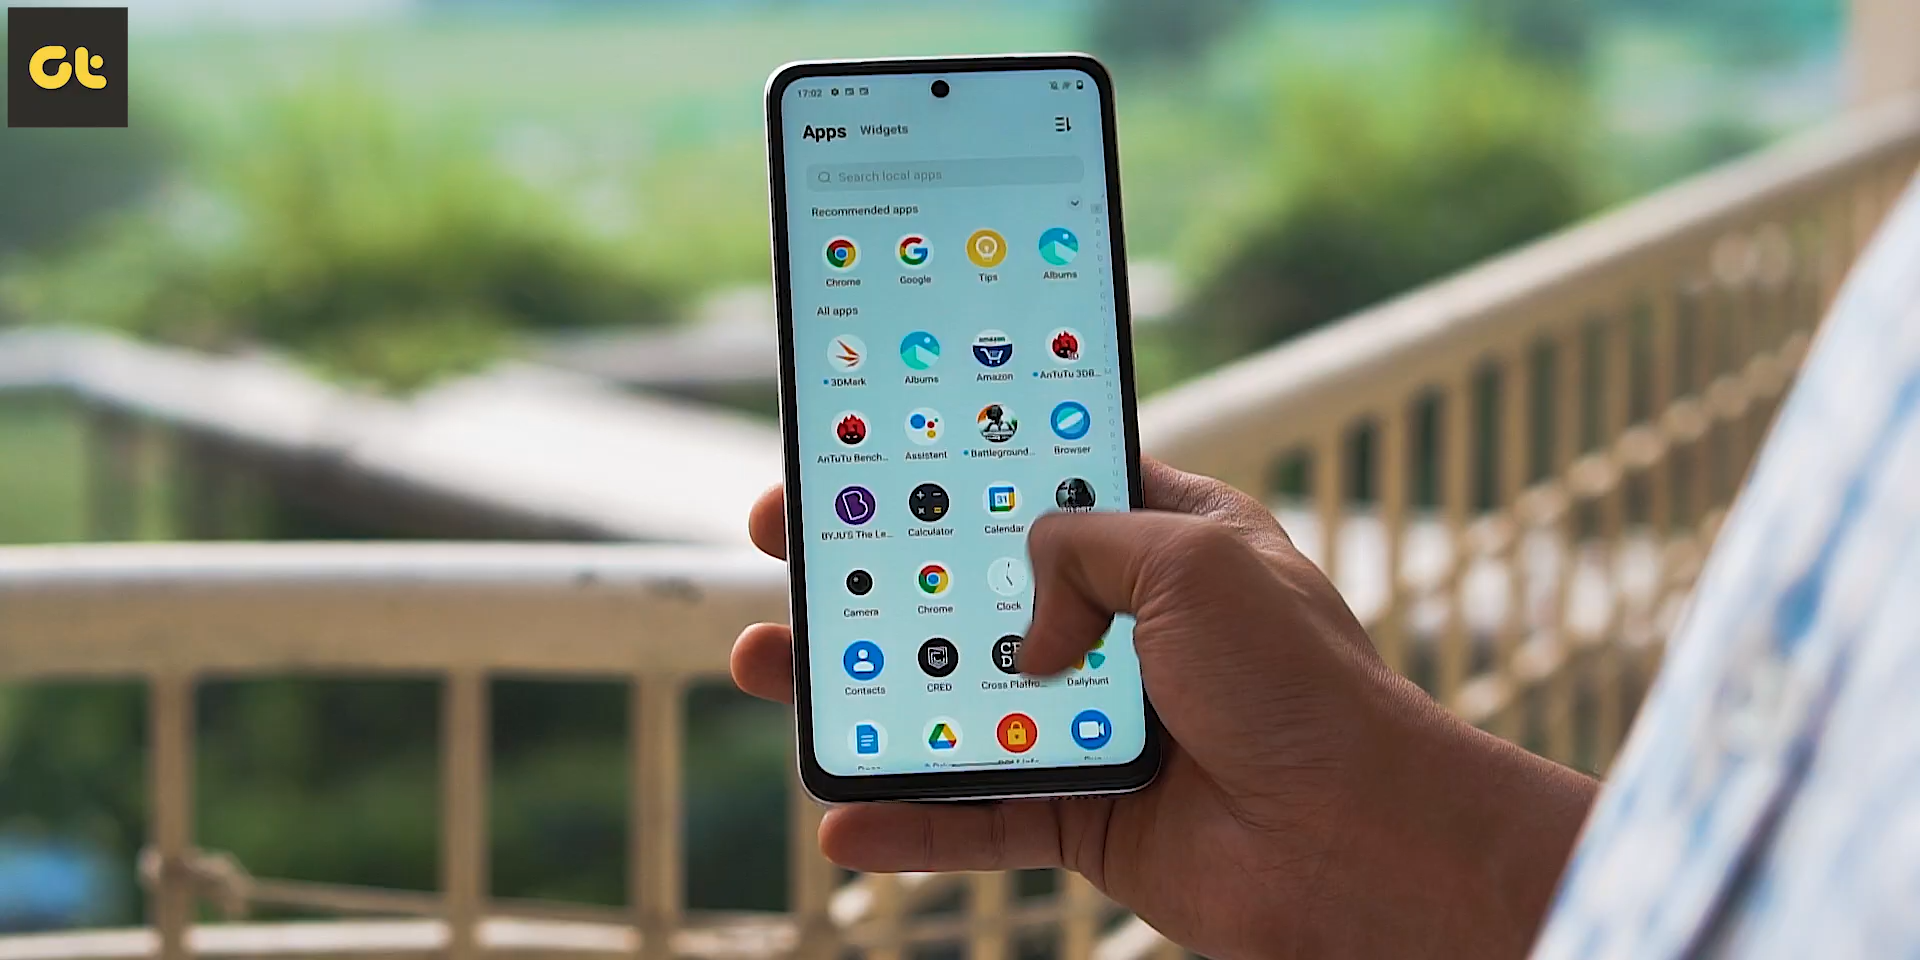 Gt
17:02
Apps Widgets
Search local apps
Recommended apps
Chrome Google Tips Albums
All apps
amazon
3DMark Albums Amazon AnTuTu 3DB...
AnTuTu Bench... Assistant Battleground... Browser
31
BYJU'S The Le... Calculator Calendar
Camera Chrome Clock
Contacts CRED Cross Platfro... Dailyhunt